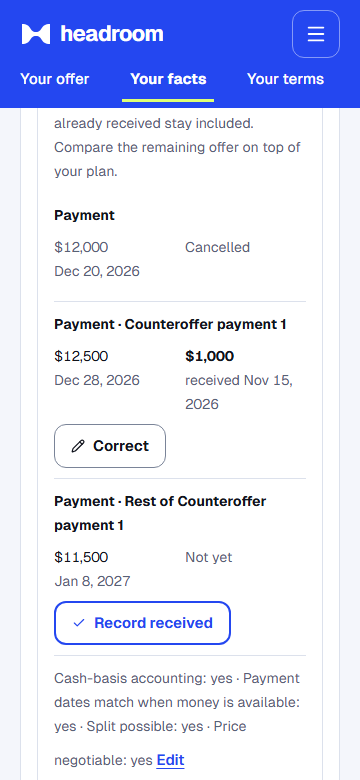 headroom
Your offer Your facts Your terms
already received stay included.
Compare the remaining offer on top of
your plan.
Payment
$12,000 Cancelled
Dec 20, 2026
Payment · Counteroffer payment 1
$12,500 $1,000
Dec 28, 2026 received Nov 15,
2026
Correct
Payment · Rest of Counteroffer
payment 1
$11,500 Not yet
Jan 8, 2027
Record received
Cash-basis accounting: yes · Payment
dates match when money is available:
yes · Split possible: yes · Price
negotiable: yes Edit